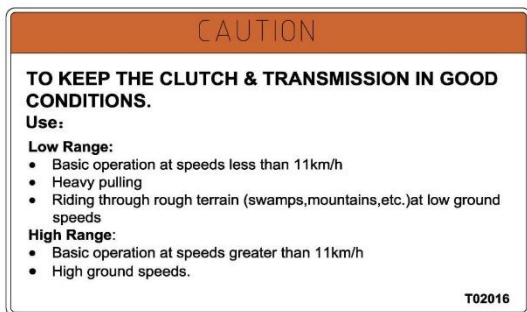 CAUTION
TO KEEP THE CLUTCH & TRANSMISSION IN GOOD
CONDITIONS.
Use：
Low Range:
• Basic operation at speeds less than 11km/h
• Heavy pulling
• Riding through rough terrain (swamps,mountains,etc.)at low ground
speeds
High Range:
• Basic operation at speeds greater than 11km/h
• High ground speeds.
T02016